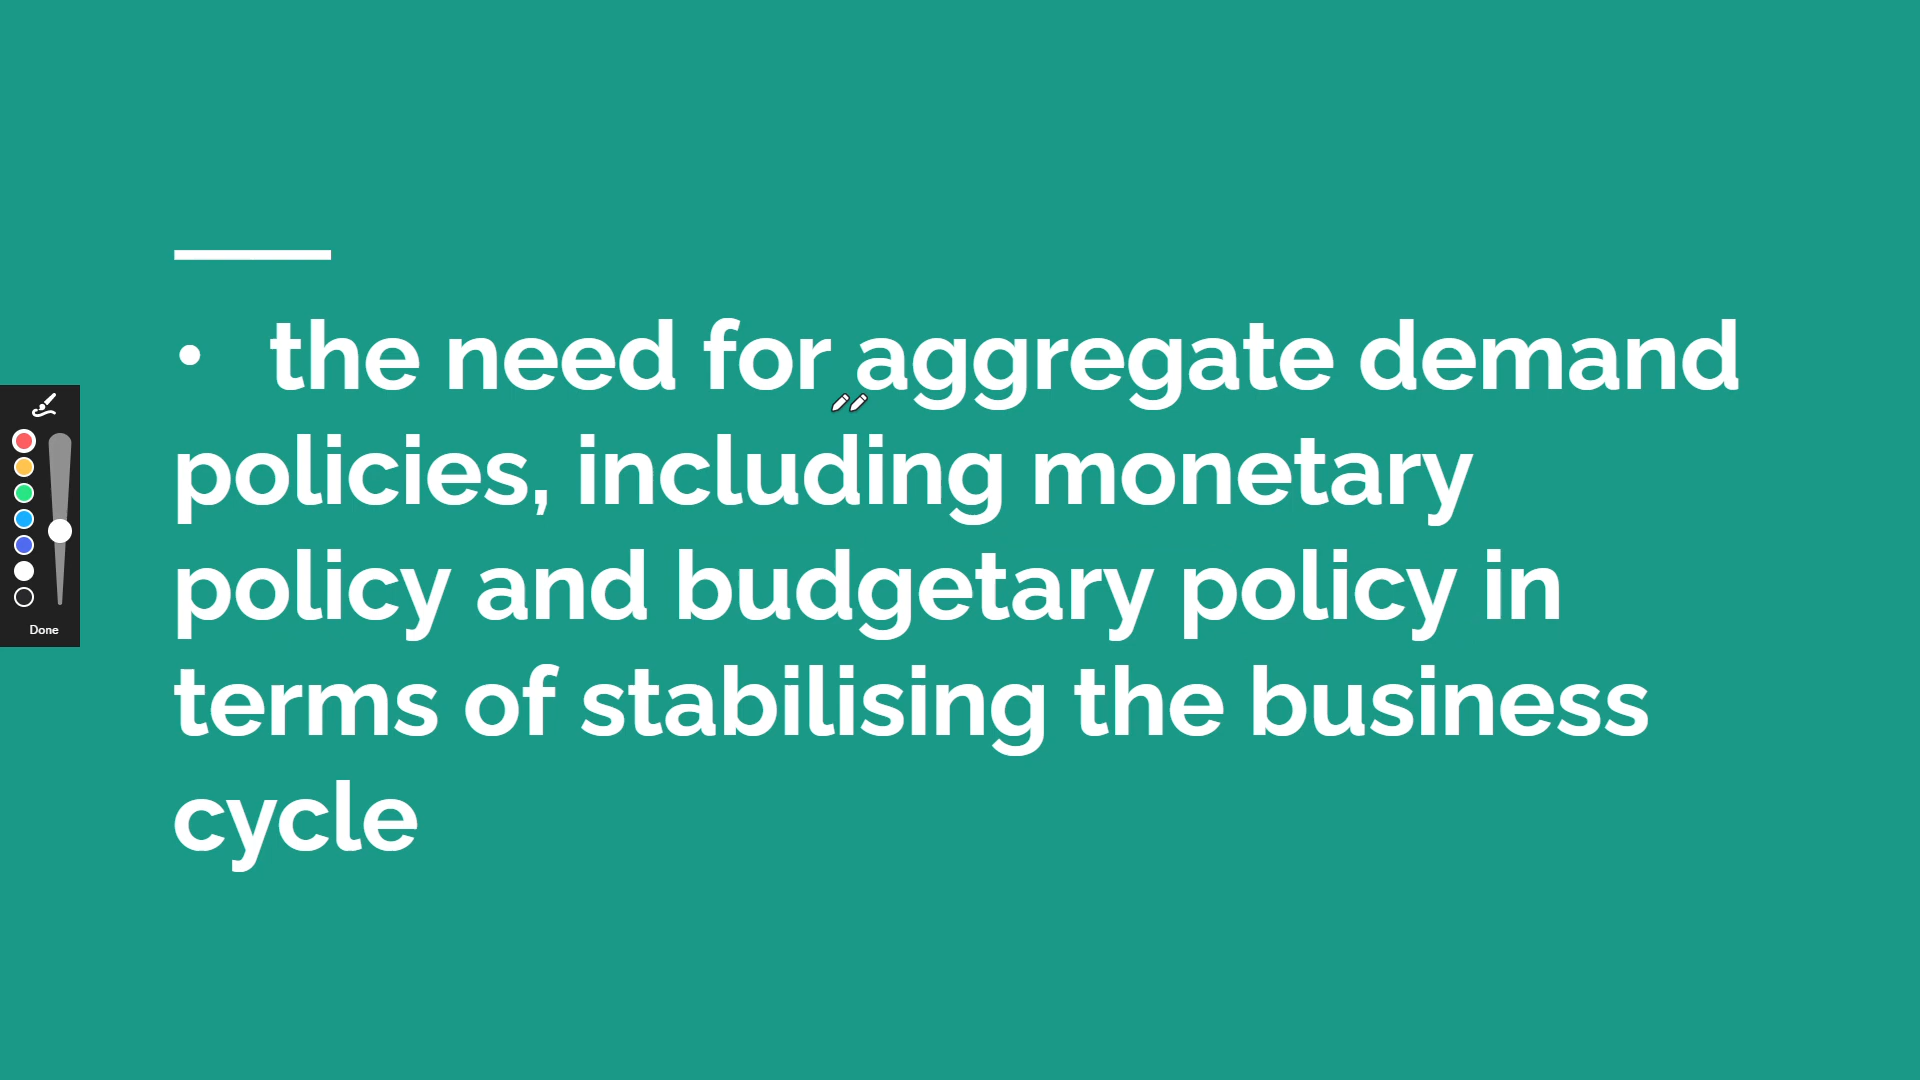 • the need for aggregate demand
policies, including monetary
policy and budgetary policy in
terms of stabilising the business
cycle
Done